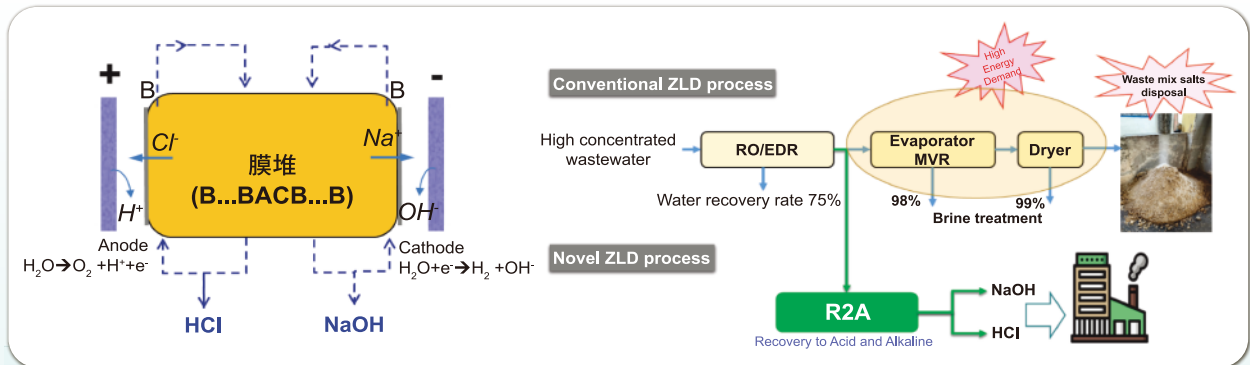 +
-
B
B
Cl⁻
Na⁺
膜堆
(B...BACB...B)
H⁺
OH⁻
Anode
H₂O→O₂ +H⁺+e⁻
Cathode
H₂O+e⁻→H₂ +OH⁻
HCl
NaOH
Conventional ZLD process
High
Energy
Demand
Waste mix salts
disposal
High concentrated
wastewater
RO/EDR
Evaporator
MVR
Dryer
Water recovery rate 75%
98%
99%
Brine treatment
Novel ZLD process
R2A
Recovery to Acid and Alkaline
NaOH
HCl